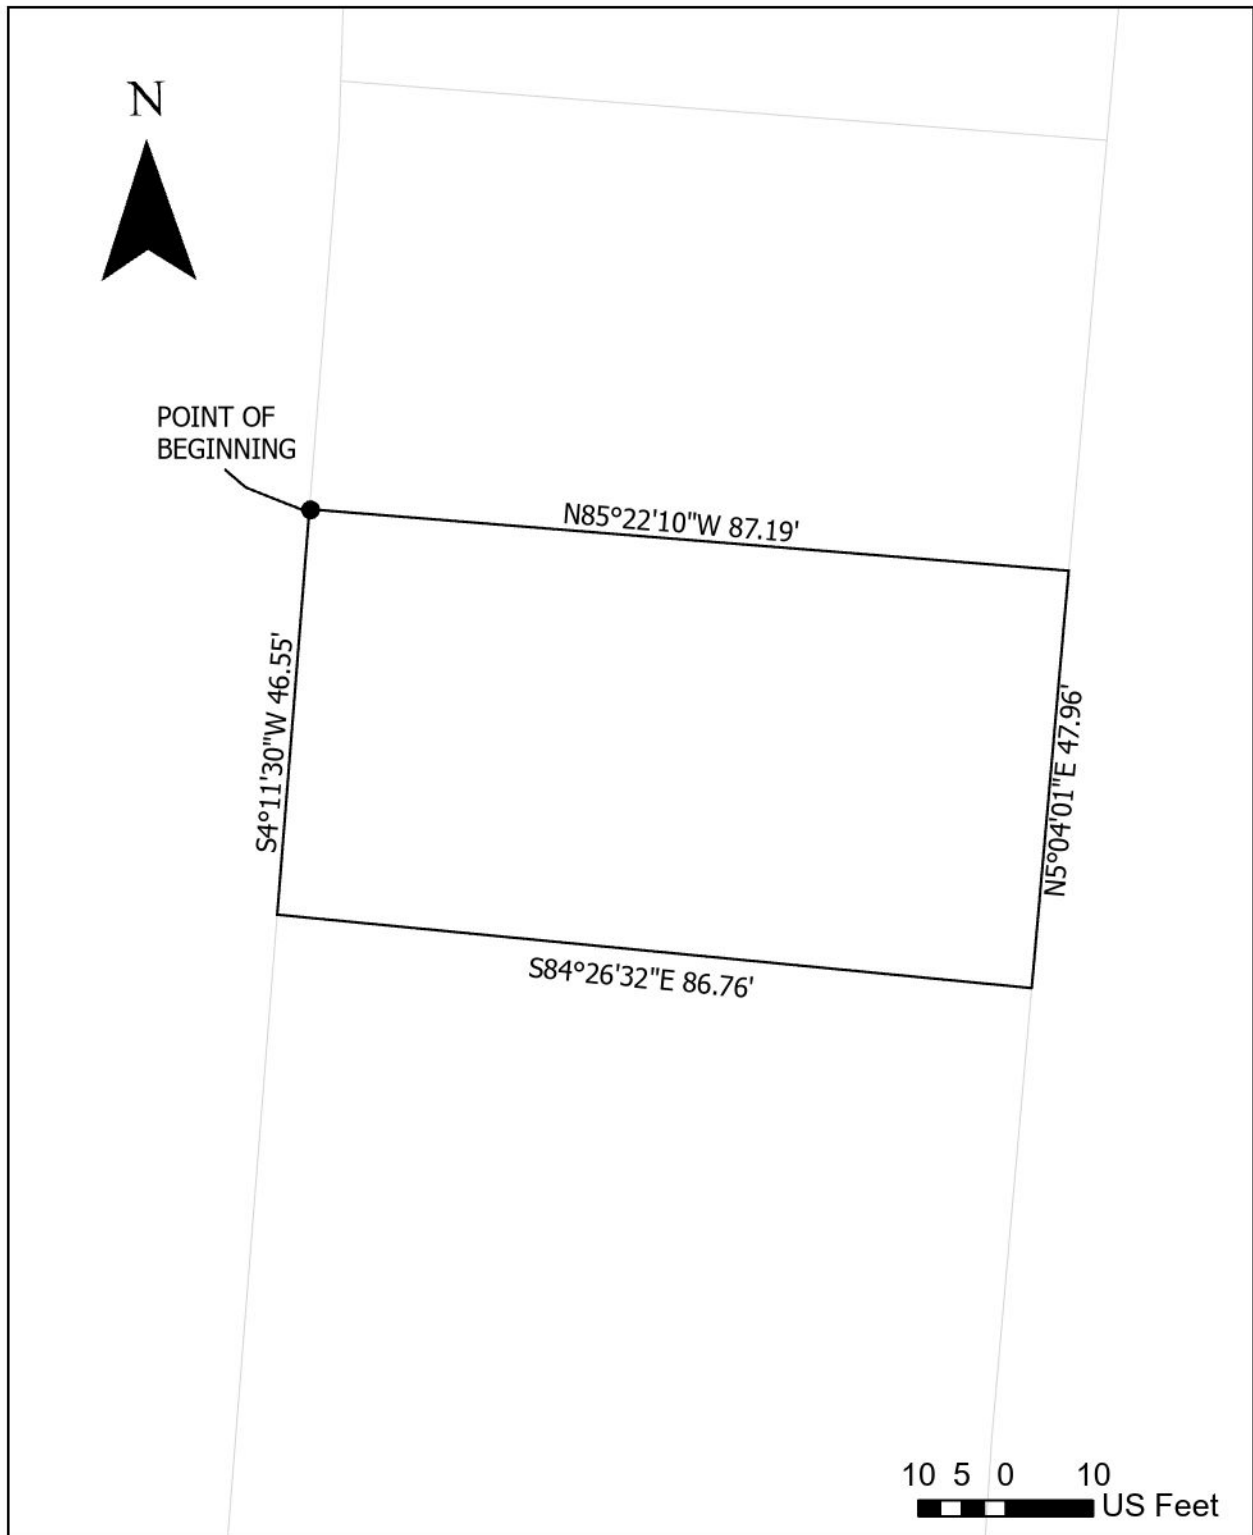 N
POINT OF
BEGINNING
N85°22'10"W 87.19'
S4°11'30"W 46.55'
N5°04'01"E 47.96'
S84°26'32"E 86.76'
10 5 0 10
US Feet